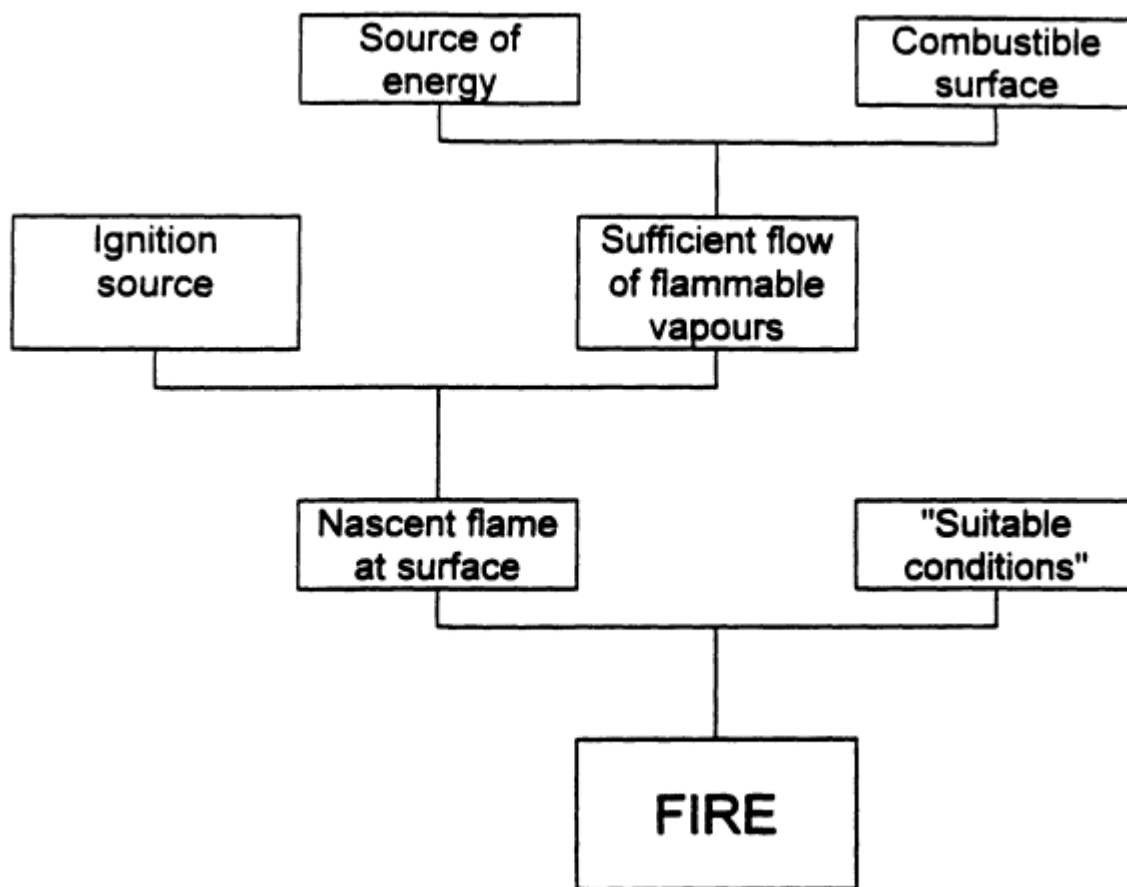 Source of
energy
Combustible
surface
Ignition
source
Sufficient flow
of flammable
vapours
Nascent flame
at surface
"Suitable
conditions"
FIRE